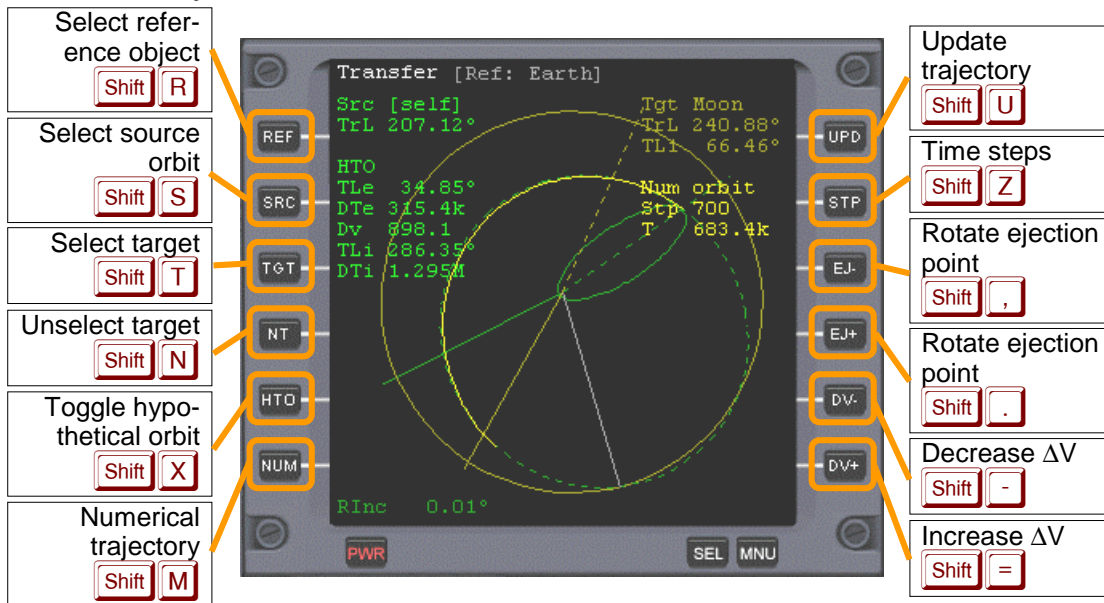 Select refer-
ence object
Shift R
Select source
orbit
Shift S
Select target
Shift T
Unselect target
Shift N
Toggle hypo-
thetical orbit
Shift X
Numerical
trajectory
Shift M
REF
SRC
TGT
NT
HTO
NUM
Transfer [Ref: Earth]
Src [self]
TrL 207.12°
HTO
TLe 34.85°
DTe 315.4k
Dv 898.1
TLi 286.35°
DTi 1.295M
Tgt Moon
TrL 240.88°
TLi 66.46°
Num orbit
Stp 700
T 683.4k
RInc 0.01°
PWR
SEL MNU
UPD
STP
EJ-
EJ+
DV-
DV+
Update
trajectory
Shift U
Time steps
Shift Z
Rotate ejection
point
Shift ,
Rotate ejection
point
Shift .
Decrease ΔV
Shift -
Increase ΔV
Shift =